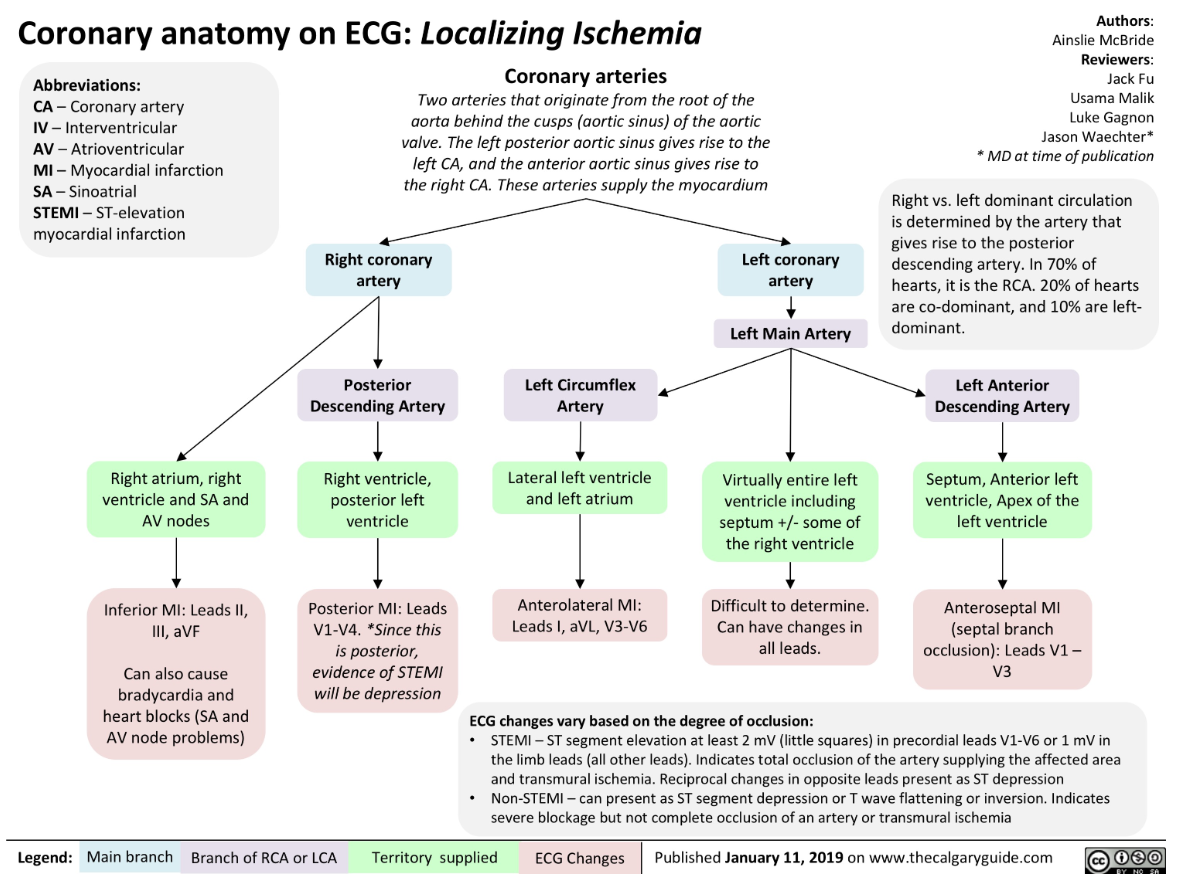 Coronary anatomy on ECG: Localizing Ischemia
Authors:
Ainslie McBride
Reviewers:
Jack Fu
Usama Malik
Luke Gagnon
Jason Waechter*
* MD at time of publication
Abbreviations:
CA – Coronary artery
IV – Interventricular
AV – Atrioventricular
MI – Myocardial infarction
SA – Sinoatrial
STEMI – ST-elevation
myocardial infarction
Coronary arteries
Two arteries that originate from the root of the
aorta behind the cusps (aortic sinus) of the aortic
valve. The left posterior aortic sinus gives rise to the
left CA, and the anterior aortic sinus gives rise to
the right CA. These arteries supply the myocardium
Right vs. left dominant circulation
is determined by the artery that
gives rise to the posterior
descending artery. In 70% of
hearts, it is the RCA. 20% of hearts
are co-dominant, and 10% are left-
dominant.
Right coronary
artery
Left coronary
artery
Left Main Artery
Posterior
Descending Artery
Left Circumflex
Artery
Left Anterior
Descending Artery
Right atrium, right
ventricle and SA and
AV nodes
Right ventricle,
posterior left
ventricle
Lateral left ventricle
and left atrium
Virtually entire left
ventricle including
septum +/- some of
the right ventricle
Septum, Anterior left
ventricle, Apex of the
left ventricle
Inferior MI: Leads II,
III, aVF
Can also cause
bradycardia and
heart blocks (SA and
AV node problems)
Posterior MI: Leads
V1-V4. *Since this
is posterior,
evidence of STEMI
will be depression
Anterolateral MI:
Leads I, aVL, V3-V6
Difficult to determine.
Can have changes in
all leads.
Anteroseptal MI
(septal branch
occlusion): Leads V1 –
V3
ECG changes vary based on the degree of occlusion:
• STEMI – ST segment elevation at least 2 mV (little squares) in precordial leads V1-V6 or 1 mV in
the limb leads (all other leads). Indicates total occlusion of the artery supplying the affected area
and transmural ischemia. Reciprocal changes in opposite leads present as ST depression
• Non-STEMI – can present as ST segment depression or T wave flattening or inversion. Indicates
severe blockage but not complete occlusion of an artery or transmural ischemia
Legend: Main branch Branch of RCA or LCA Territory supplied ECG Changes Published January 11, 2019 on www.thecalgaryguide.com
cc BY NC SA